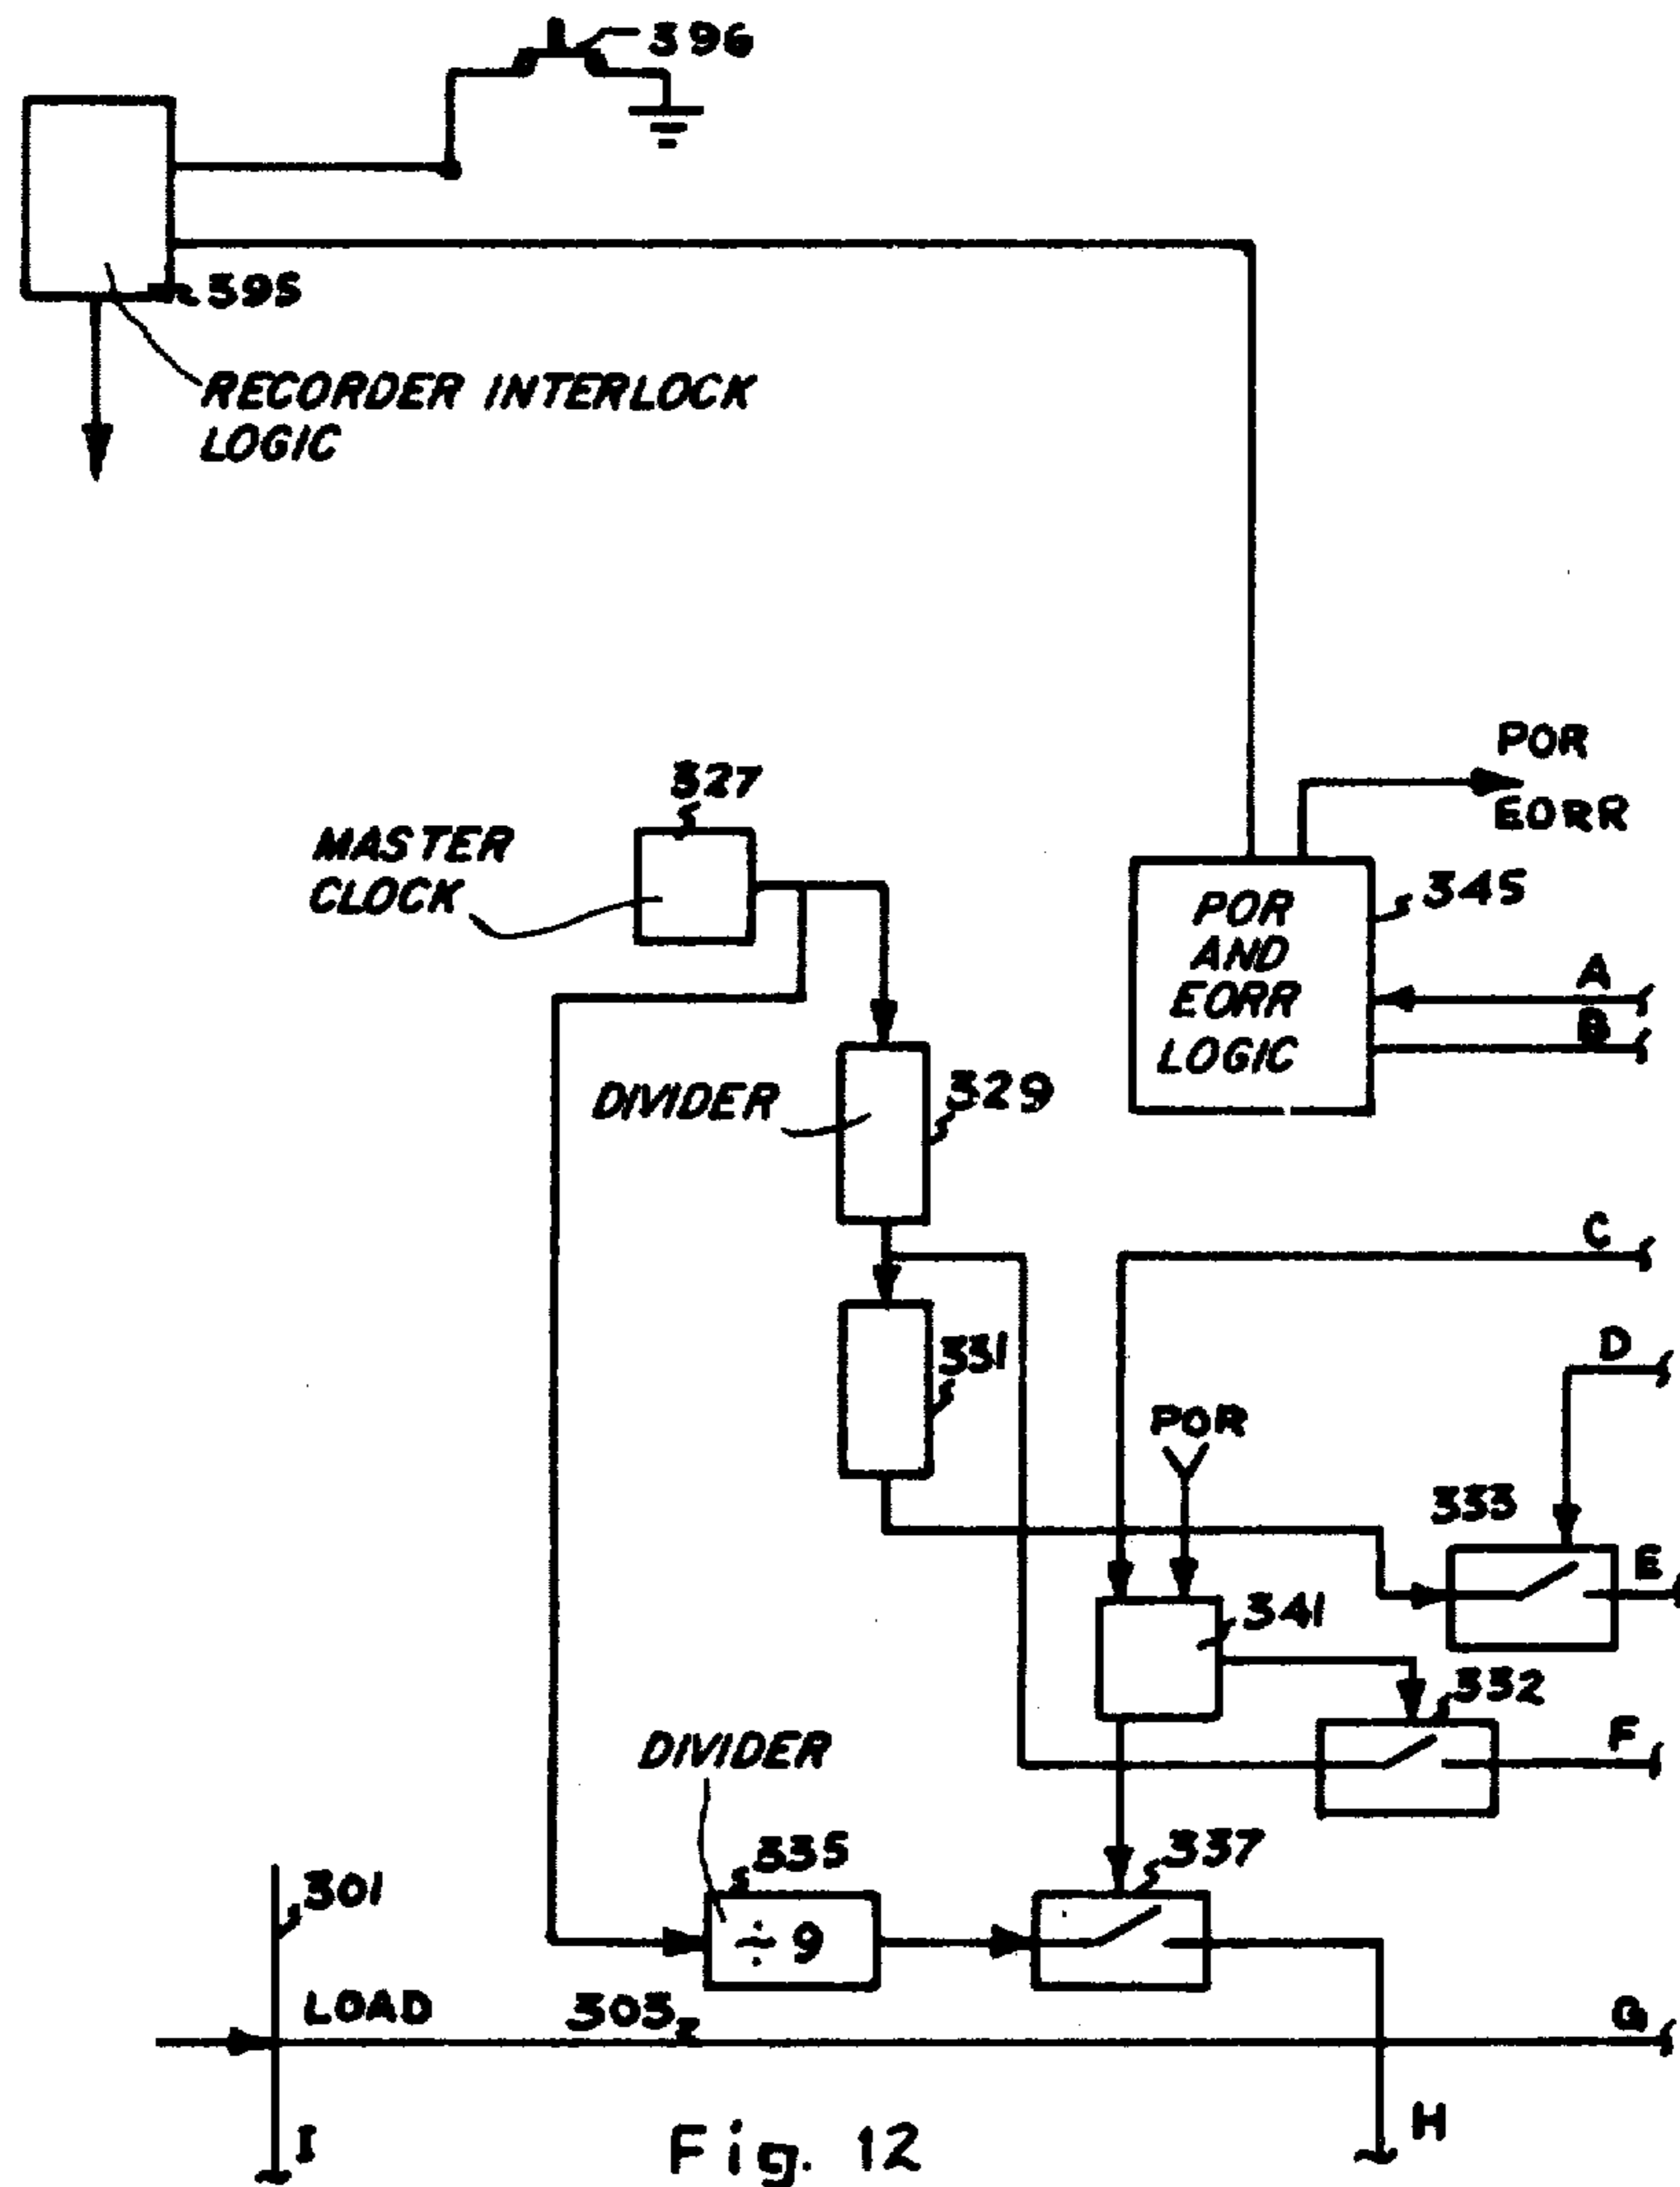 396
395
RECORDER INTERLOCK
LOGIC
POR
EORR
327
MASTER
CLOCK
345
POR
AND
EORR
LOGIC
A
B
329
DIVIDER
C
331
D
POR
333
E
341
332
F
DIVIDER
335
÷ 9
337
301
LOAD
303
G
H
I
Fig. 12